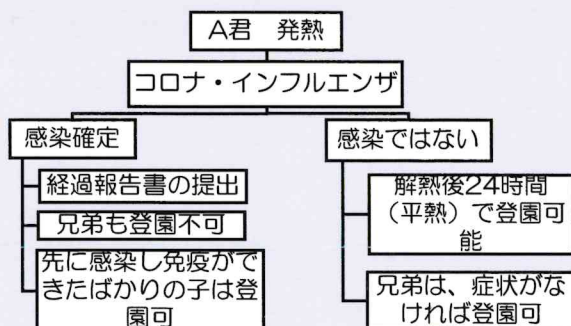 A君　発熱
コロナ・インフルエンザ
感染確定
感染ではない
経過報告書の提出
兄弟も登園不可
先に感染し免疫がで
きたばかりの子は登
園可
解熱後24時間
（平熱）で登園可
能
兄弟は、症状がな
ければ登園可